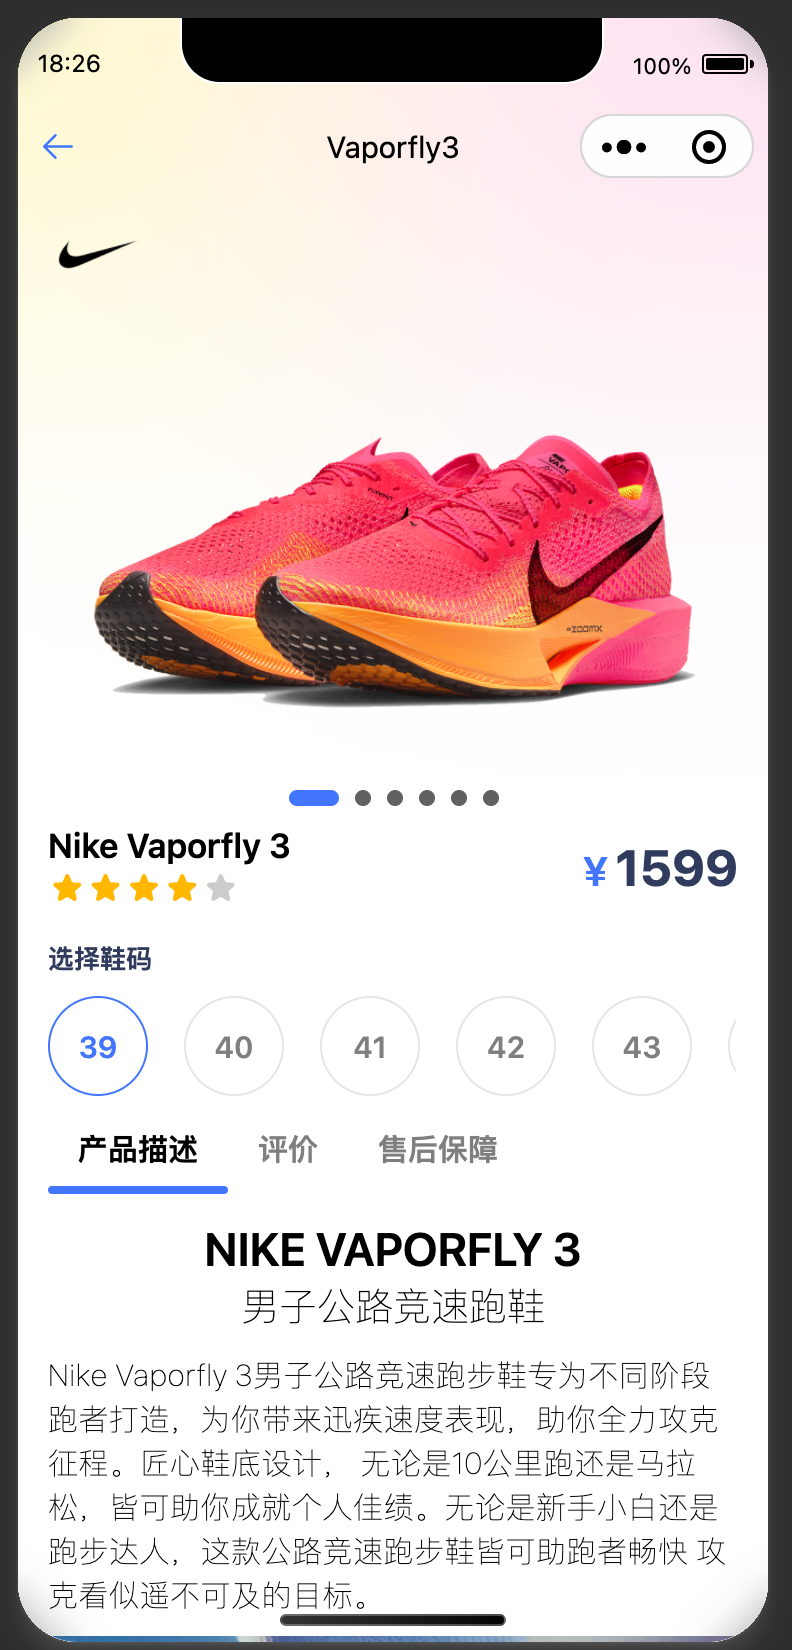 18:26
100%
Vaporfly3
ZOOMX
Nike Vaporfly 3
¥ 1599
选择鞋码
39 40 41 42 43
产品描述 评价 售后保障
NIKE VAPORFLY 3
男子公路竞速跑鞋
Nike Vaporfly 3男子公路竞速跑步鞋专为不同阶段
跑者打造，为你带来迅疾速度表现，助你全力攻克
征程。匠心鞋底设计， 无论是10公里跑还是马拉
松，皆可助你成就个人佳绩。无论是新手小白还是
跑步达人，这款公路竞速跑步鞋皆可助跑者畅快 攻
克看似遥不可及的目标。